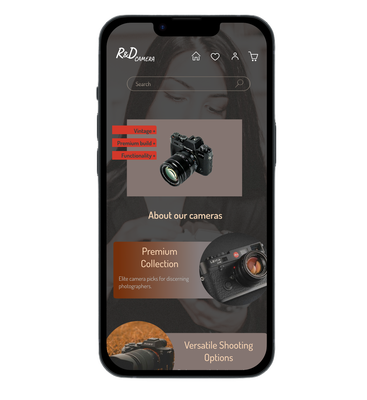 R&D CAMERA
Search
Vintage +
Premium build +
Functionality +
About our cameras
Premium
Collection
Elite camera picks for discerning
photographers
Versatile Shooting
Options